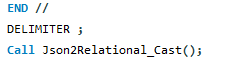 END //
DELIMITER ;
Call Json2Relational_Cast();